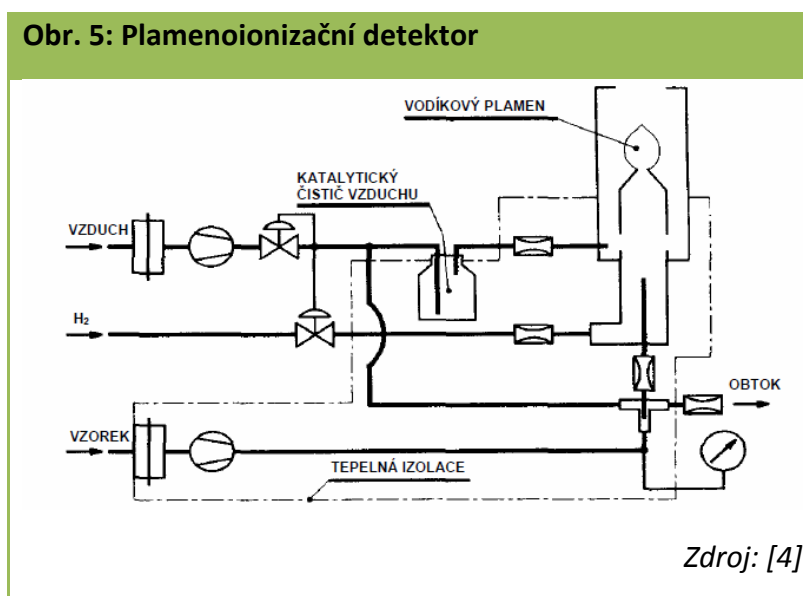 Obr. 5: Plamenoionizační detektor
VODÍKOVÝ PLAMEN
KATALYTICKÝ
ČISTIČ VZDUCHU
VZDUCH
H₂
OBTOK
VZOREK
TEPELNÁ IZOLACE
Zdroj: [4]